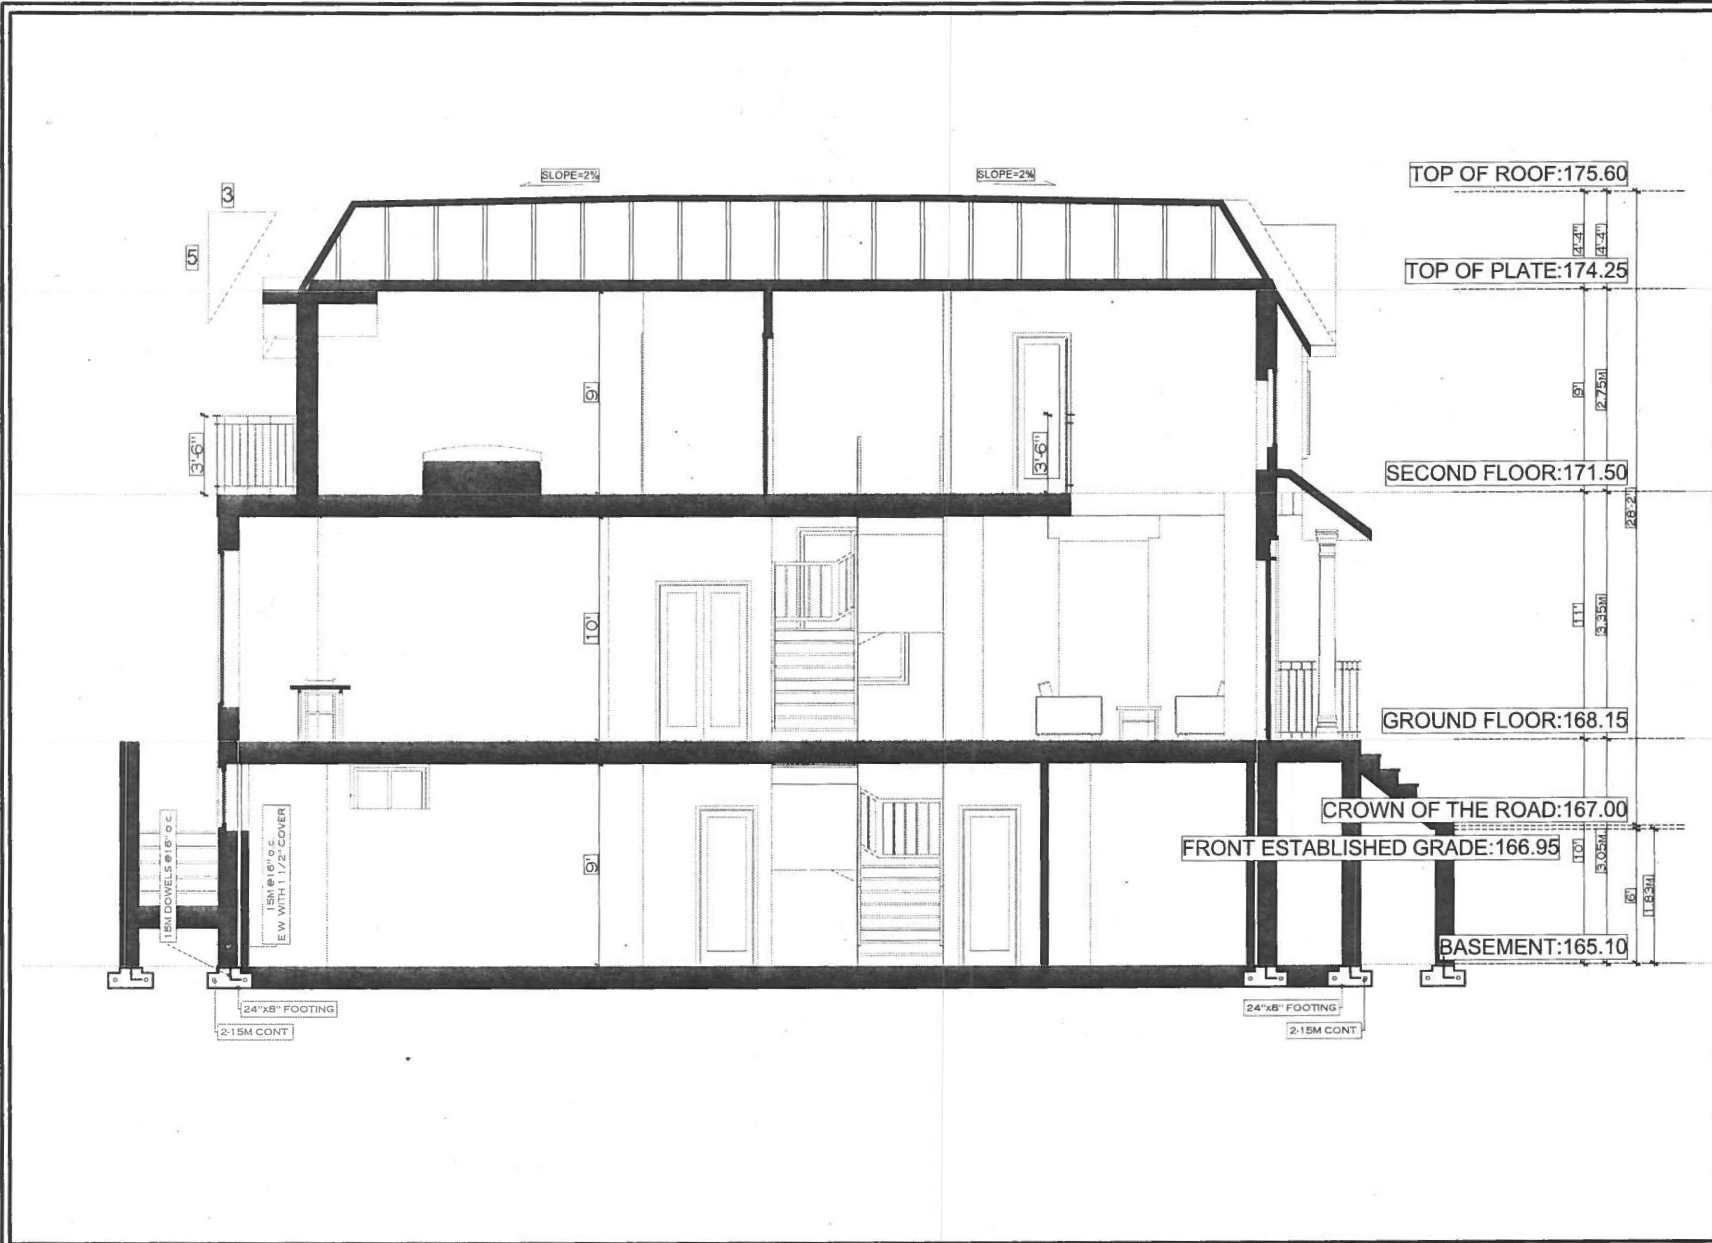 SLOPE=2%
SLOPE=2%
3
5
TOP OF ROOF:175.60
4'-4"
4'-4"
TOP OF PLATE:174.25
9'
9'
2.75M
3'-6"
3'-6"
SECOND FLOOR:171.50
28'-2"
10'
11'
3.35M
GROUND FLOOR:168.15
CROWN OF THE ROAD:167.00
FRONT ESTABLISHED GRADE:166.95
10'
3.05M
9'
6'
1.83M
15M DOWELS@16" o.c.
15M @16" o.c.
E.W WITH 1 1/2" COVER
BASEMENT:165.10
24"x8" FOOTING
2-15M CONT
24"x8" FOOTING
2-15M CONT